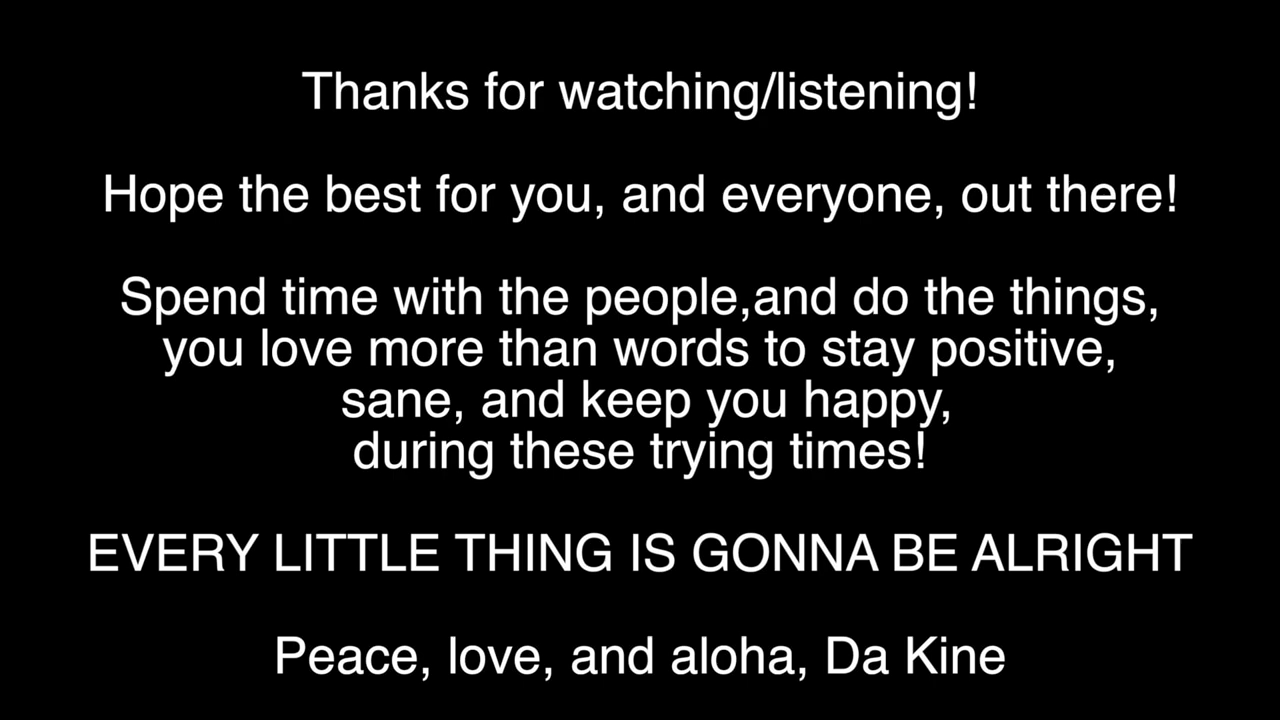 Thanks for watching/listening!
Hope the best for you, and everyone, out there!
Spend time with the people,and do the things,
you love more than words to stay positive,
sane, and keep you happy,
during these trying times!
EVERY LITTLE THING IS GONNA BE ALRIGHT
Peace, love, and aloha, Da Kine